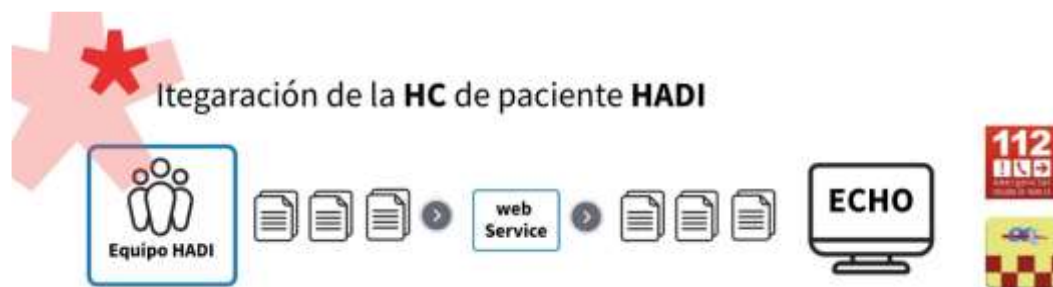 Itegaración de la HC de paciente HADI
Equipo HADI
web
Service
ECHO
112